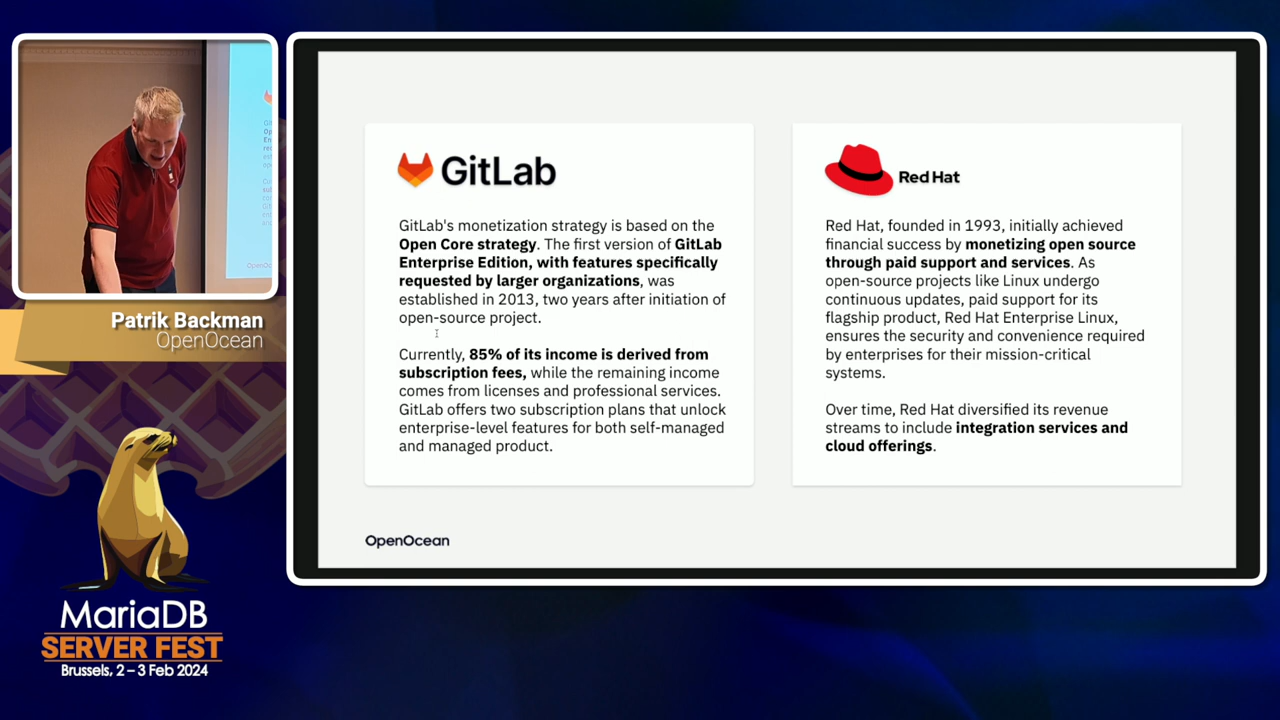 GitLab
GitLab's monetization strategy is based on the
Open Core strategy. The first version of GitLab
Enterprise Edition, with features specifically
requested by larger organizations, was
established in 2013, two years after initiation of
open-source project.
Currently, 85% of its income is derived from
subscription fees, while the remaining income
comes from licenses and professional services.
GitLab offers two subscription plans that unlock
enterprise-level features for both self-managed
and managed product.
Red Hat
Red Hat, founded in 1993, initially achieved
financial success by monetizing open source
through paid support and services. As
open-source projects like Linux undergo
continuous updates, paid support for its
flagship product, Red Hat Enterprise Linux,
ensures the security and convenience required
by enterprises for their mission-critical
systems.
Over time, Red Hat diversified its revenue
streams to include integration services and
cloud offerings.
OpenOcean
Patrik Backman
OpenOcean
MariaDB
SERVER FEST
Brussels, 2 – 3 Feb 2024